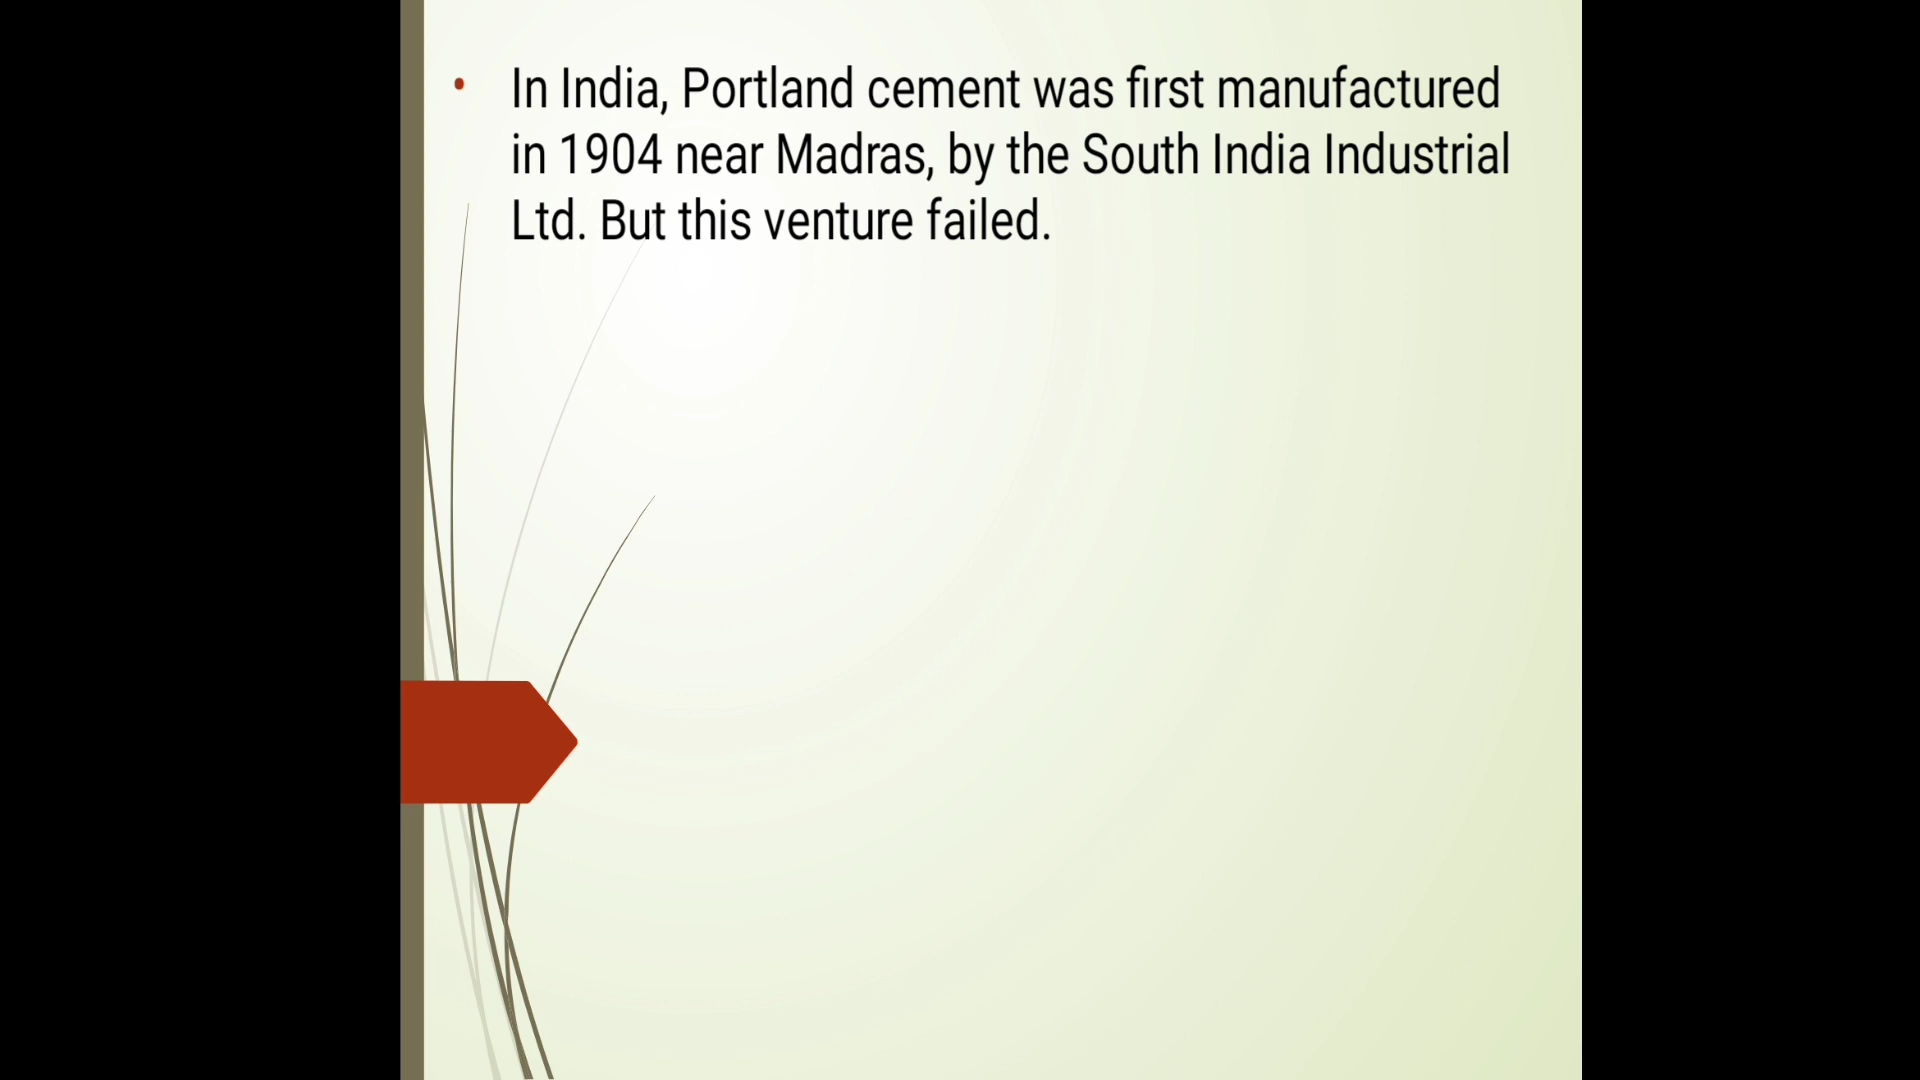 • In India, Portland cement was first manufactured
in 1904 near Madras, by the South India Industrial
Ltd. But this venture failed.